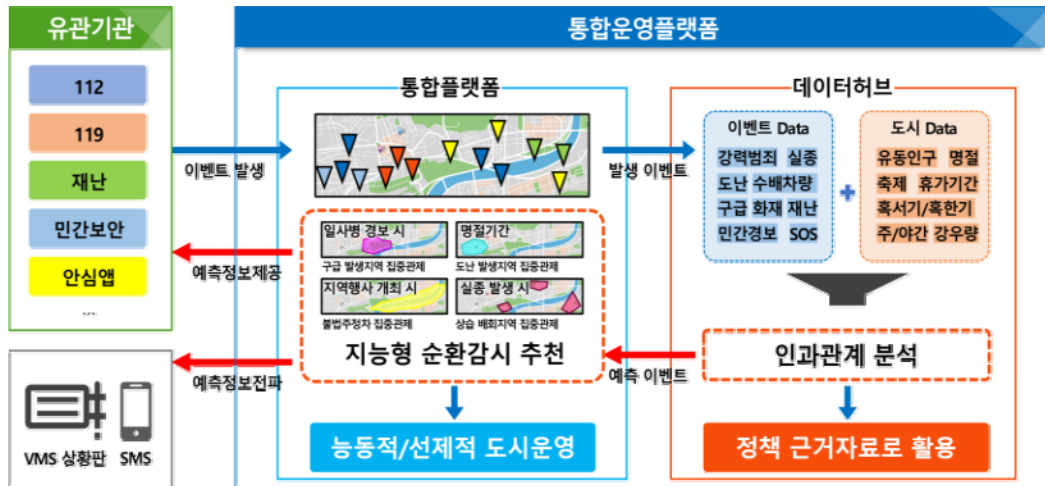 유관기관
112
119
재난
민간보안
안심앱
...
VMS 상황판 SMS
이벤트 발생
예측정보제공
예측정보전파
통합운영플랫폼
통합플랫폼
일사병 경보 시
구급 발생지역 집중관제
명절기간
도난 발생지역 집중관제
지역행사 개최 시
불법주정차 집중관제
실종 발생 시
상습 배회지역 집중관제
지능형 순환감시 추천
능동적/선제적 도시운영
발생 이벤트
예측 이벤트
데이터허브
이벤트 Data
강력범죄 실종
도난 수배차량
구급 화재 재난
민간경보 SOS
+
도시 Data
유동인구 명절
축제 휴가기간
혹서기/혹한기
주/야간 강우량
인과관계 분석
정책 근거자료로 활용